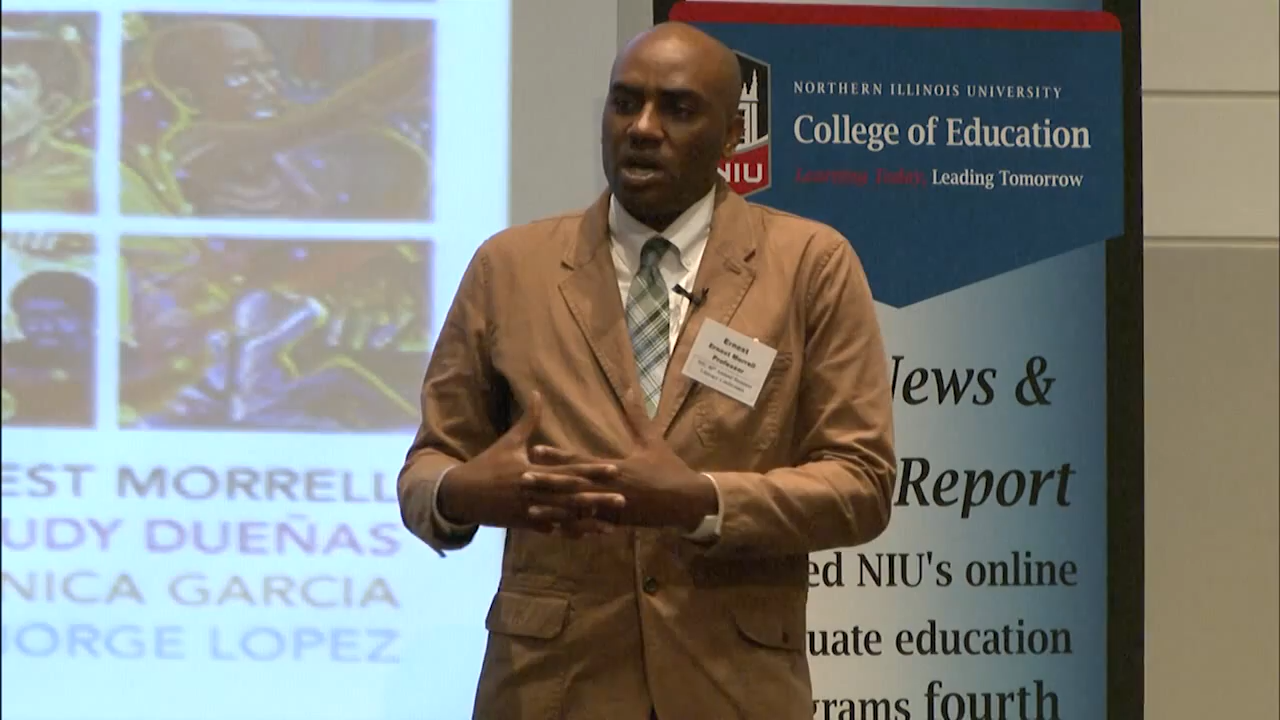 EST MORRELL
UDY DUEÑAS
NICA GARCIA
JORGE LOPEZ
NIU
NORTHERN ILLINOIS UNIVERSITY
College of Education
Learning Today, Leading Tomorrow
News &
Report
ed NIU's online
uate education
grams fourth
Ernest
Ernest Morrell
Professor